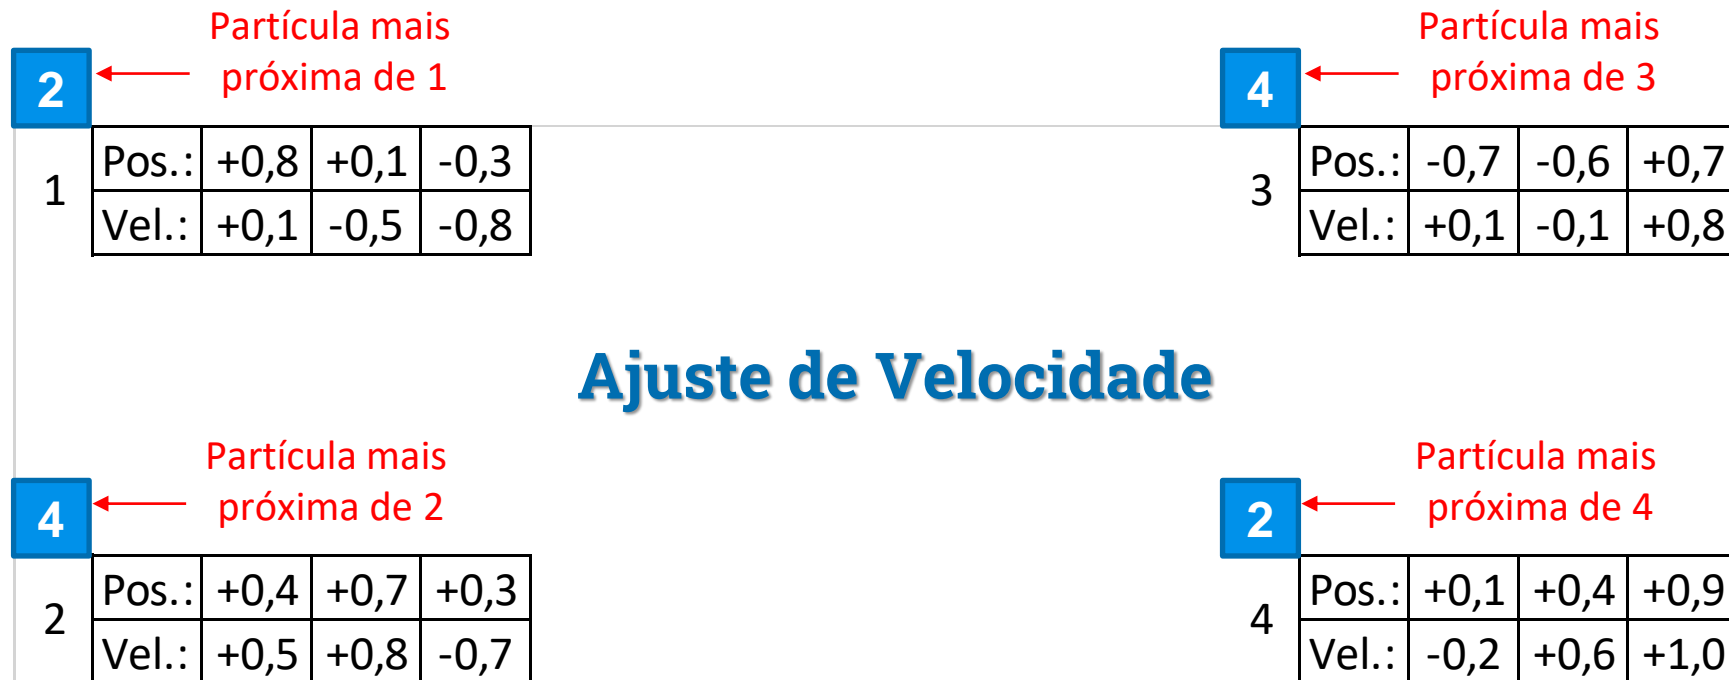 Partícula mais
próxima de 1
2
1
Pos.: +0,8 +0,1 -0,3
Vel.: +0,1 -0,5 -0,8
Partícula mais
próxima de 3
4
3
Pos.: -0,7 -0,6 +0,7
Vel.: +0,1 -0,1 +0,8
Ajuste de Velocidade
Partícula mais
próxima de 2
4
2
Pos.: +0,4 +0,7 +0,3
Vel.: +0,5 +0,8 -0,7
Partícula mais
próxima de 4
2
4
Pos.: +0,1 +0,4 +0,9
Vel.: -0,2 +0,6 +1,0